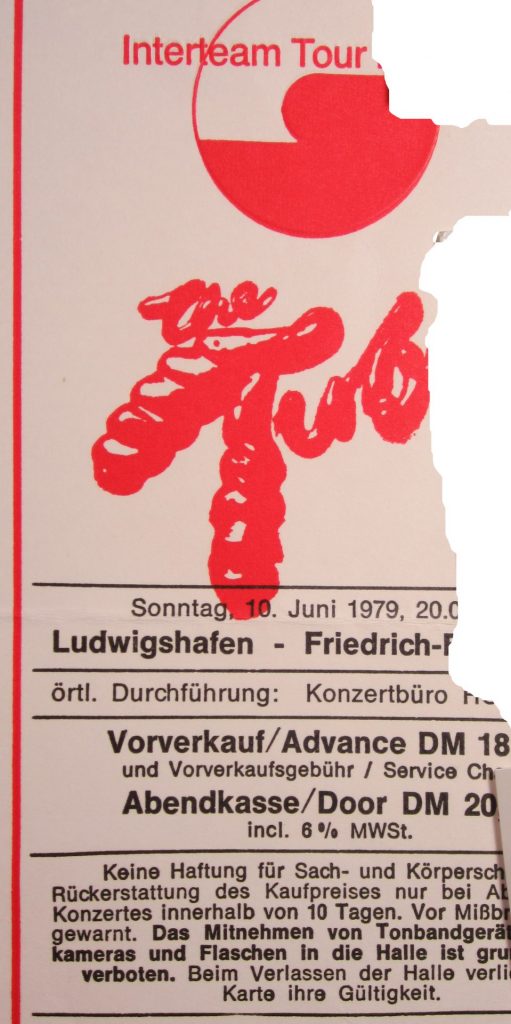 Interteam Tour
the
Tub
Sonntag, 10. Juni 1979, 20.0
Ludwigshafen - Friedrich-
örtl. Durchführung: Konzertbüro
Vorverkauf/Advance DM 18
und Vorverkaufsgebühr / Service Ch
Abendkasse/Door DM 20,
incl. 6% MWSt.
Keine Haftung für Sach- und Körpersch
Rückerstattung des Kaufpreises nur bei Ab
Konzertes innerhalb von 10 Tagen. Vor Mißbr
gewarnt. Das Mitnehmen von Tonbandgerät
kameras und Flaschen in die Halle ist gru
verboten. Beim Verlassen der Halle verli
Karte ihre Gültigkeit.